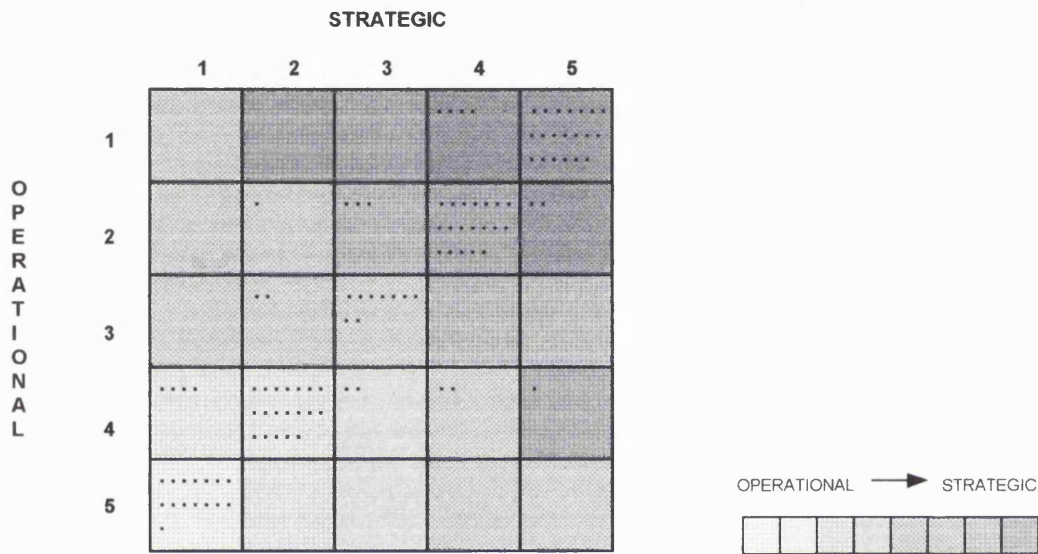 STRATEGIC
1 2 3 4 5
1
2
3
4
5
OPERATIONAL
OPERATIONAL → STRATEGIC